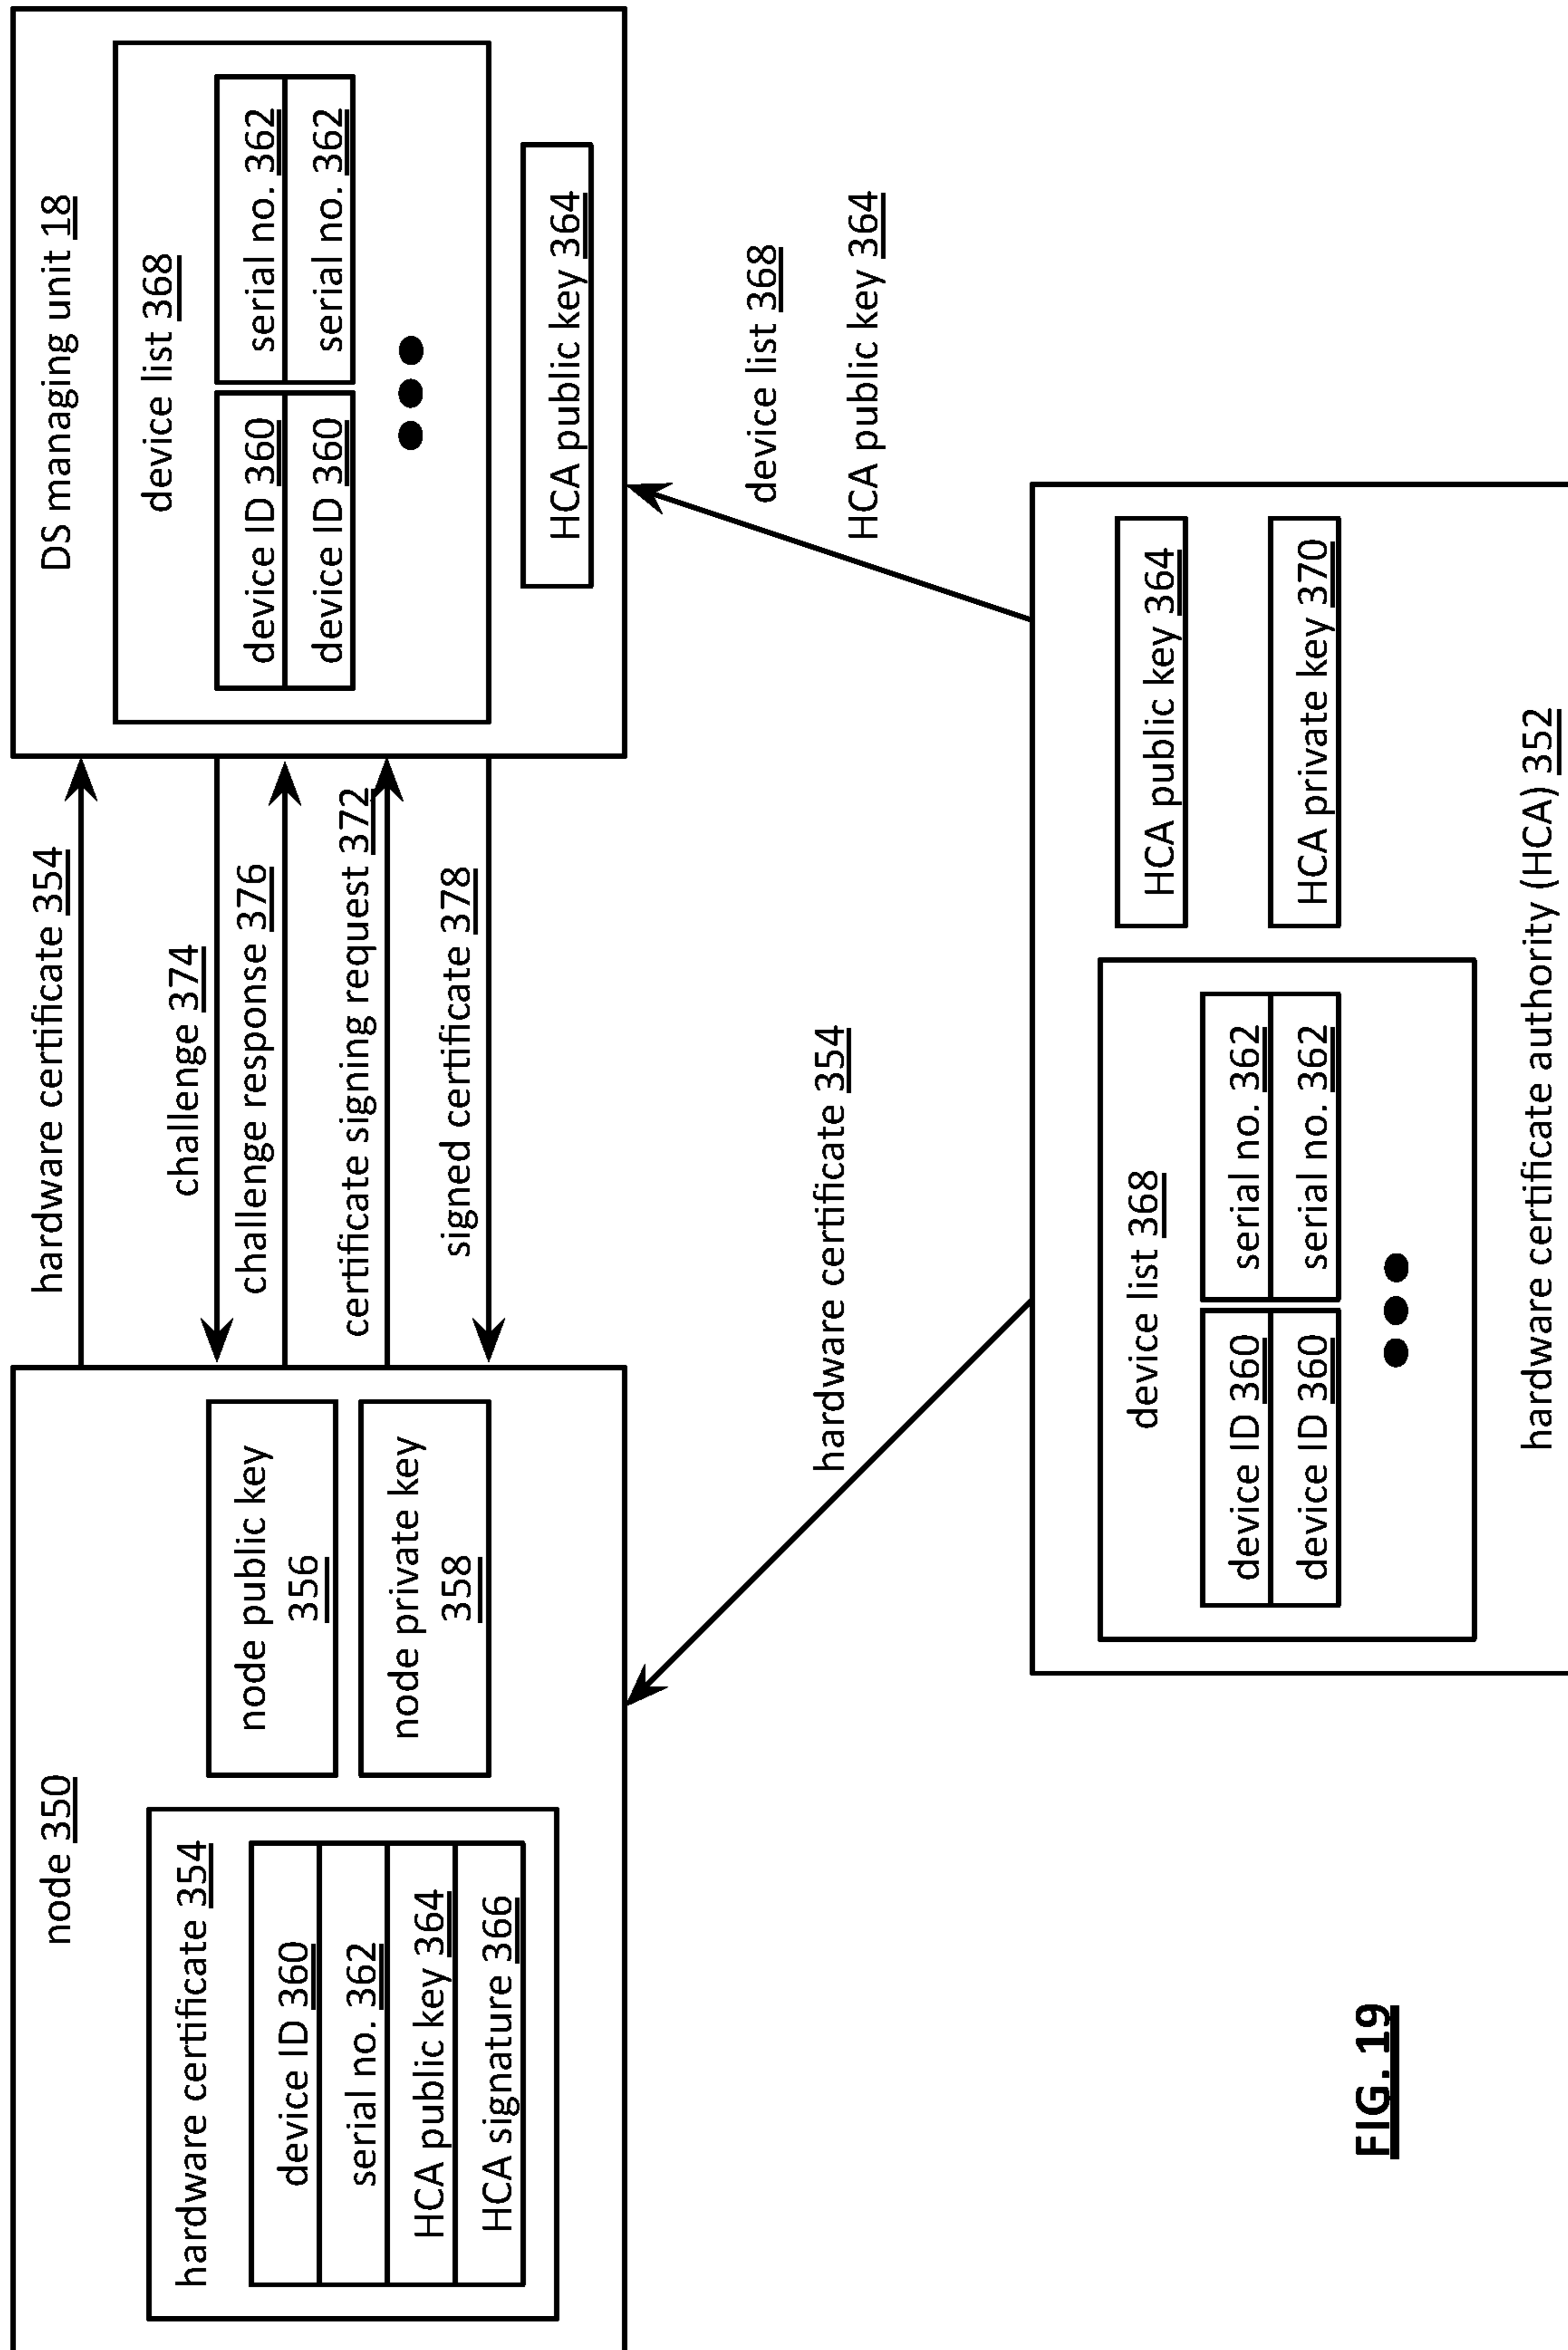 node 350
hardware certificate 354
device ID 360
serial no. 362
HCA public key 364
HCA signature 366
node public key
356
node private key
358
hardware certificate 354
challenge 374
challenge response 376
certificate signing request 372
signed certificate 378
DS managing unit 18
device list 368
device ID 360
serial no. 362
device ID 360
serial no. 362
HCA public key 364
hardware certificate 354
device list 368
HCA public key 364
device list 368
device ID 360
serial no. 362
device ID 360
serial no. 362
HCA public key 364
HCA private key 370
hardware certificate authority (HCA) 352
FIG. 19